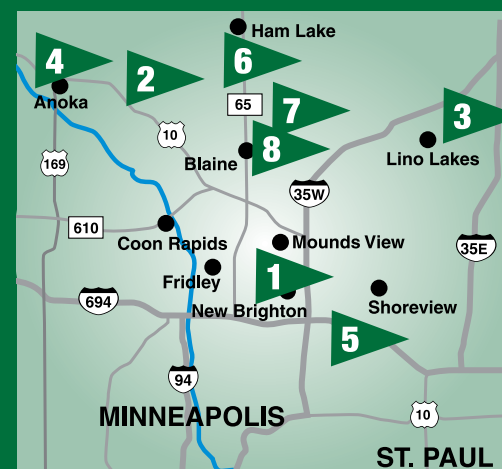 Ham Lake
4
2
6
Anoka
65
7
3
10
8
Blaine
Lino Lakes
169
35W
610
Coon Rapids
Mounds View
35E
Fridley
1
694
New Brighton
Shoreview
5
94
MINNEAPOLIS
10
ST. PAUL